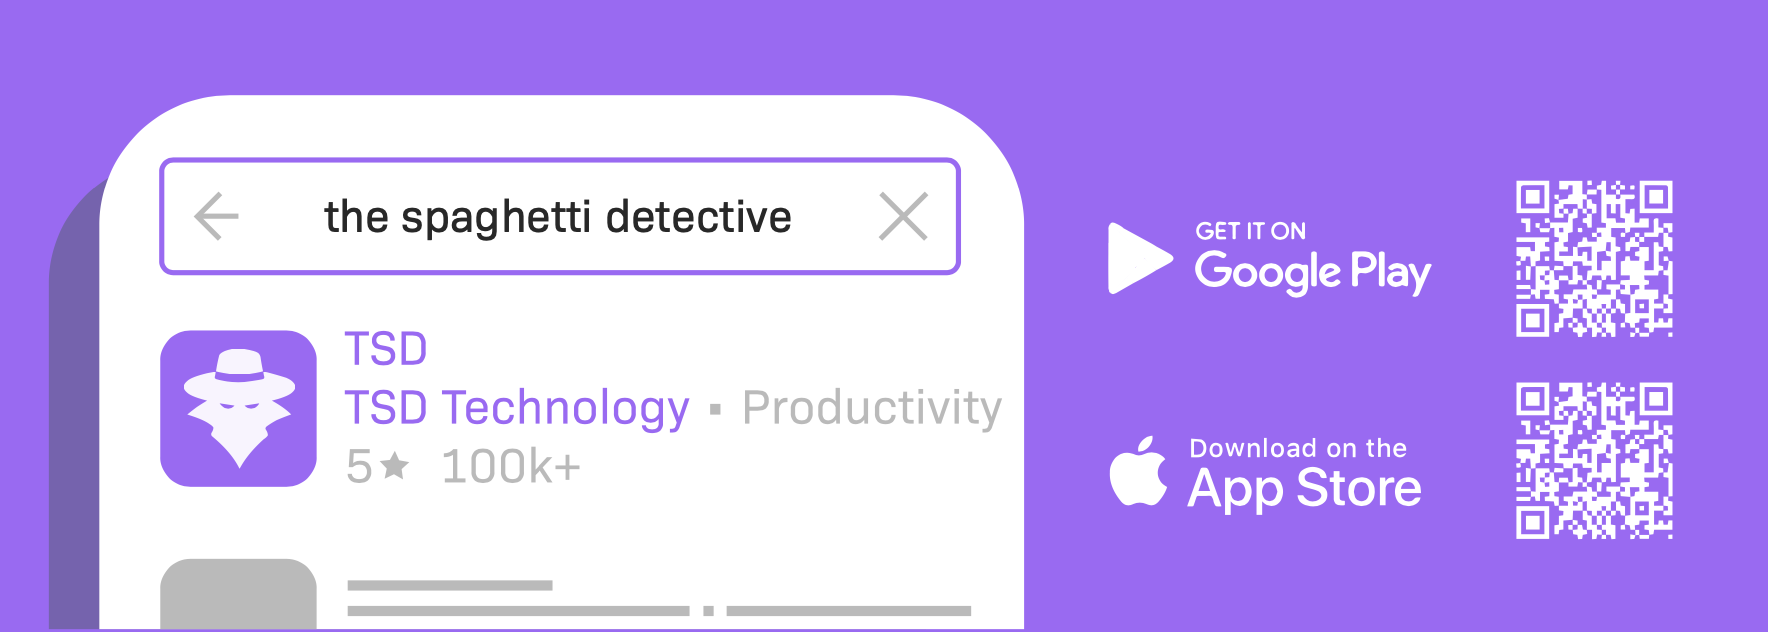 the spaghetti detective
TSD
TSD Technology ▪ Productivity
5★ 100k+
GET IT ON
Google Play
Download on the
App Store